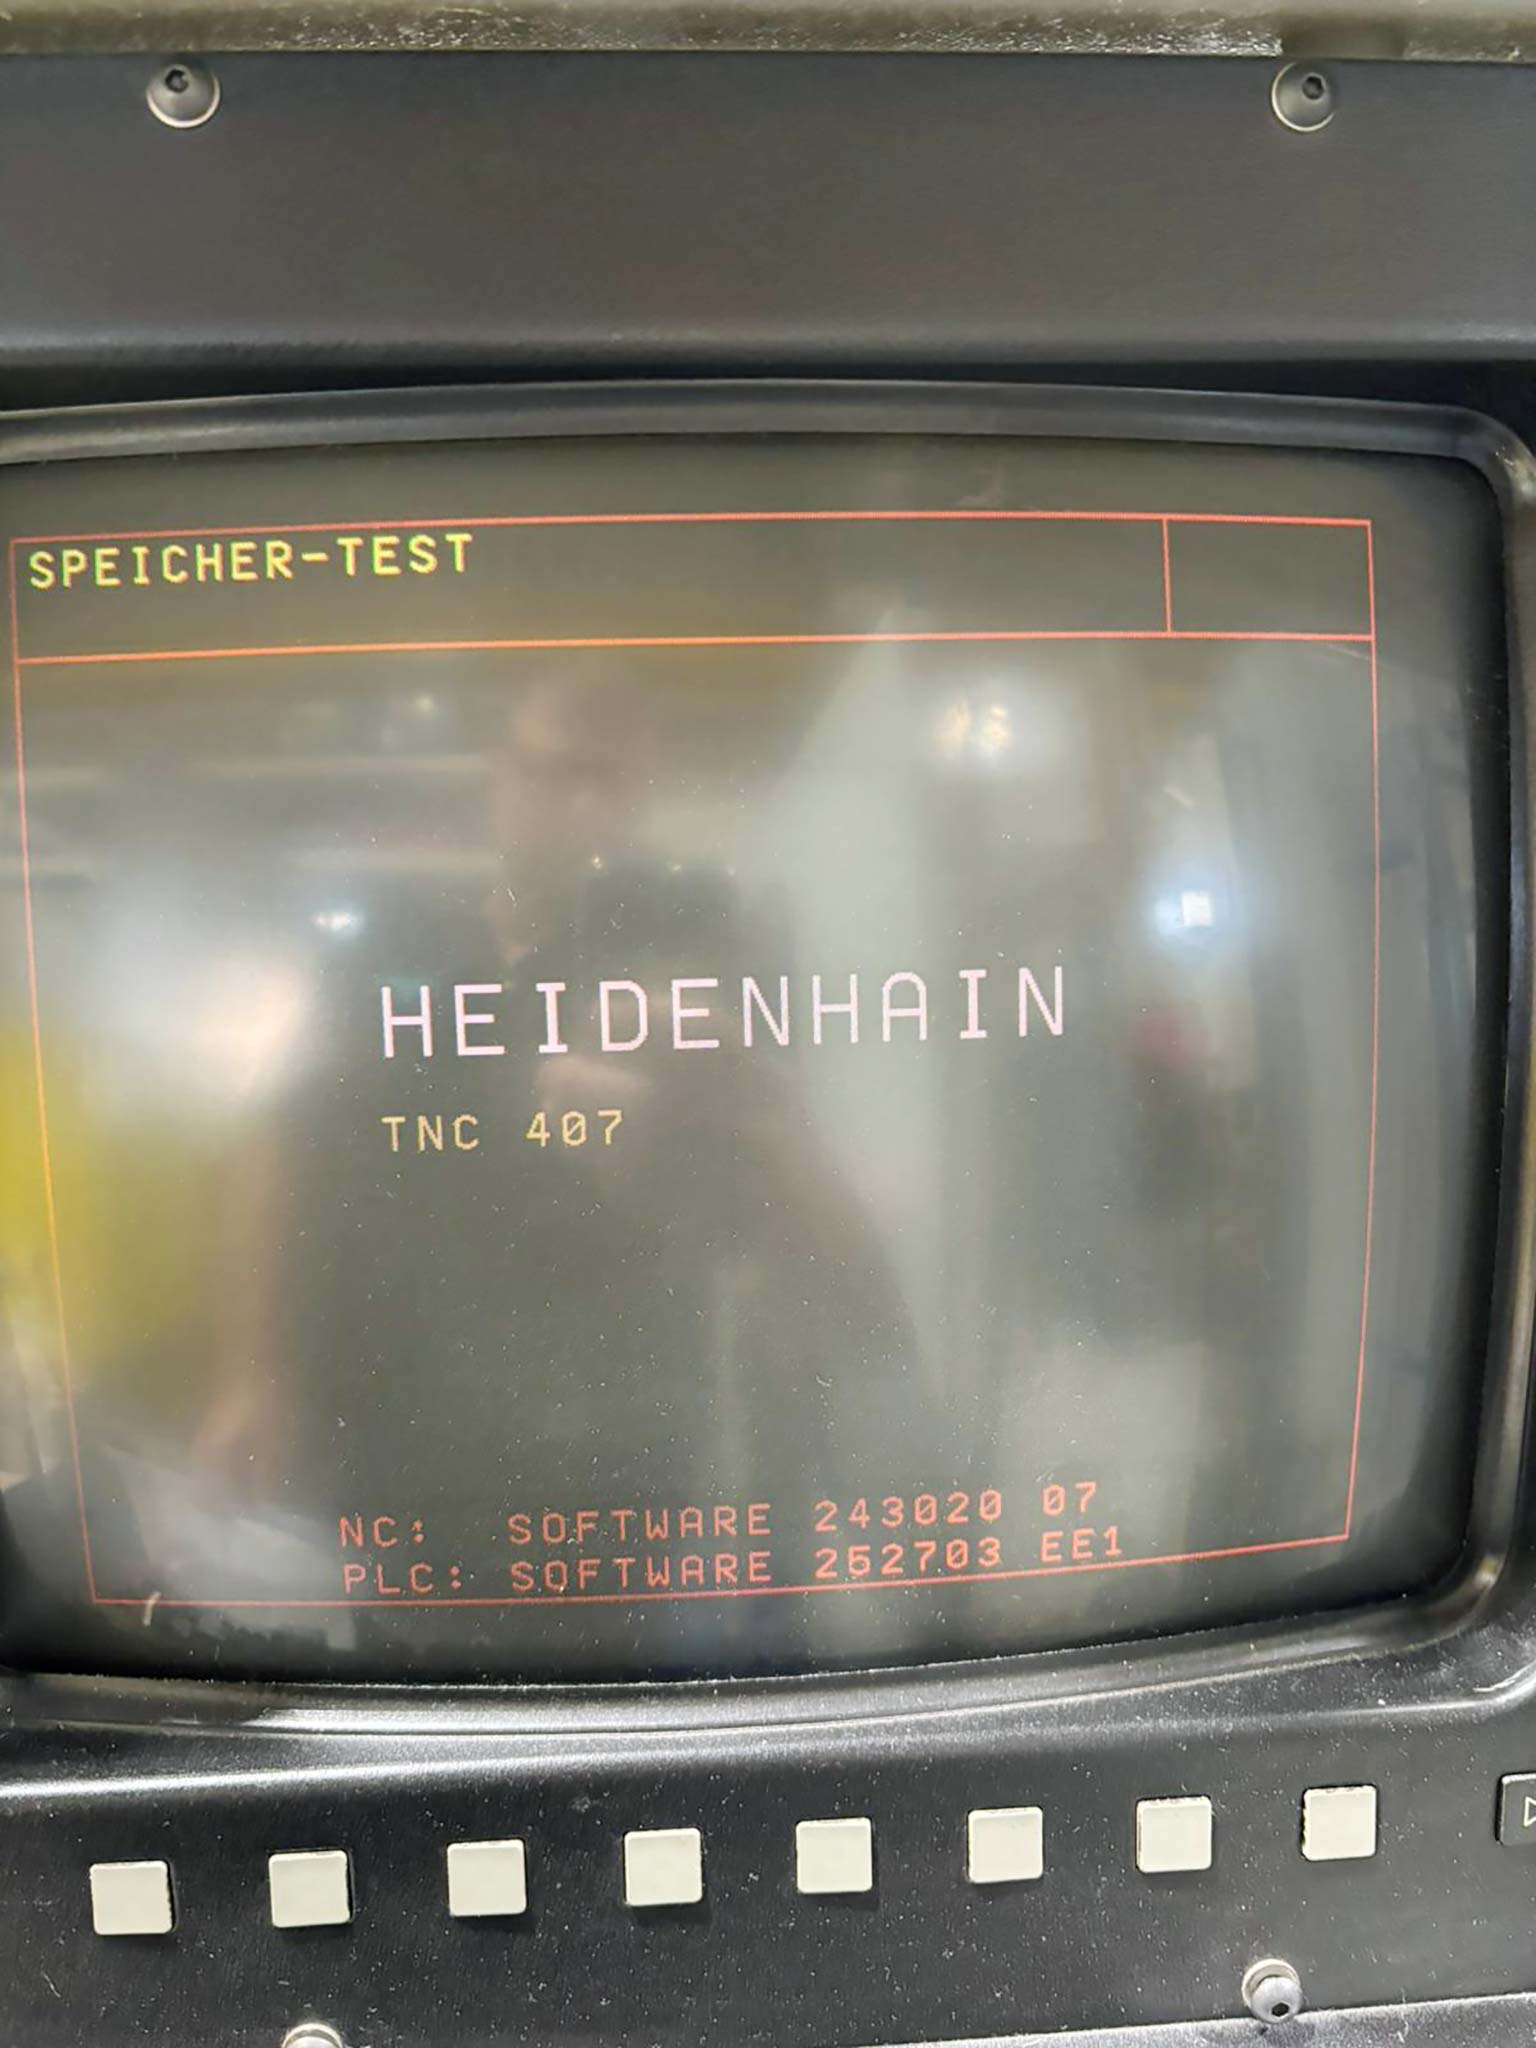 SPEICHER-TEST
HEIDENHAIN
TNC 407
NC: SOFTWARE 243020 07
PLC: SOFTWARE 252703 EE1